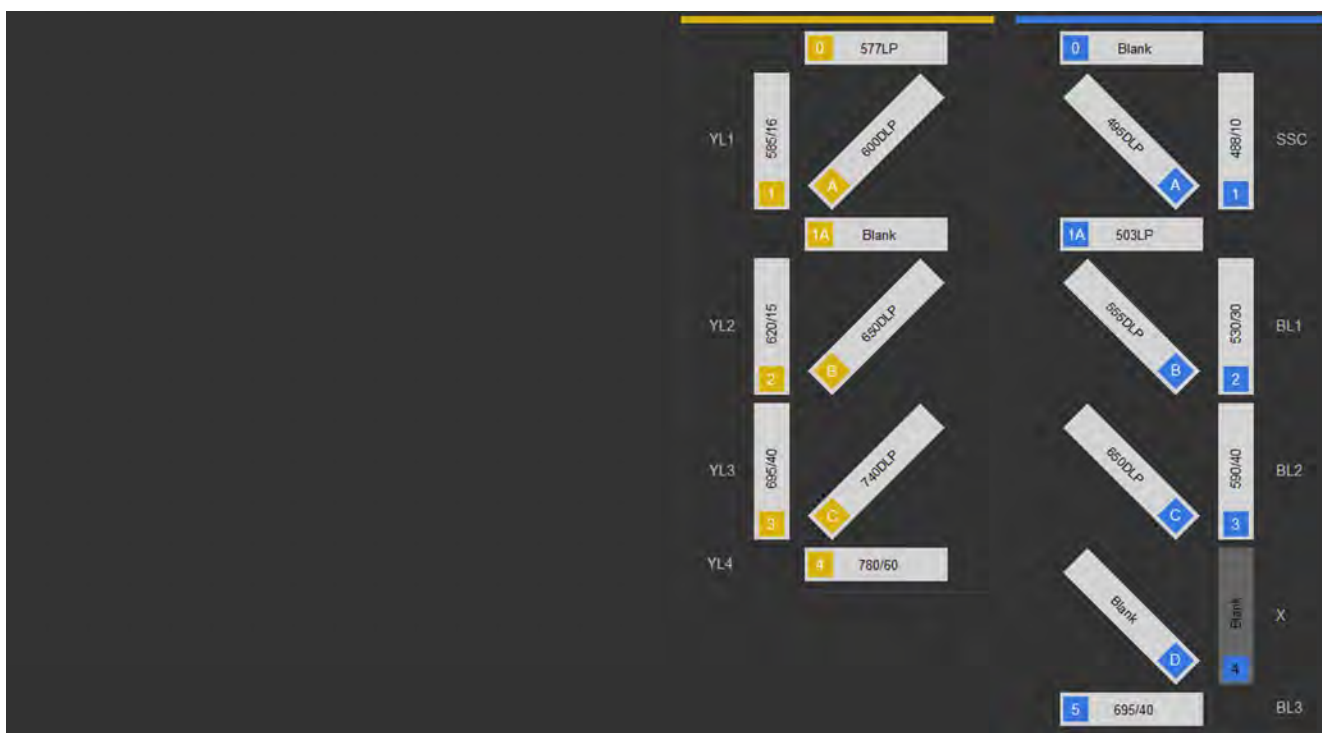 0 577LP
YL1 585/16 1
600DLP A
1A Blank
YL2 620/15 2
650DLP B
YL3 695/40 3
740DLP C
YL4 4 780/60
0 Blank
495DLP A
488/10 1 SSC
1A 503LP
555DLP B
530/30 2 BL1
650DLP C
590/40 3 BL2
Blank D
Blank 4 X
5 695/40 BL3